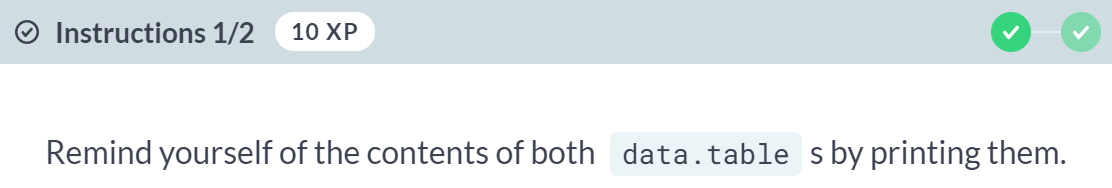 Instructions 1/2 10 XP
Remind yourself of the contents of both data.table s by printing them.